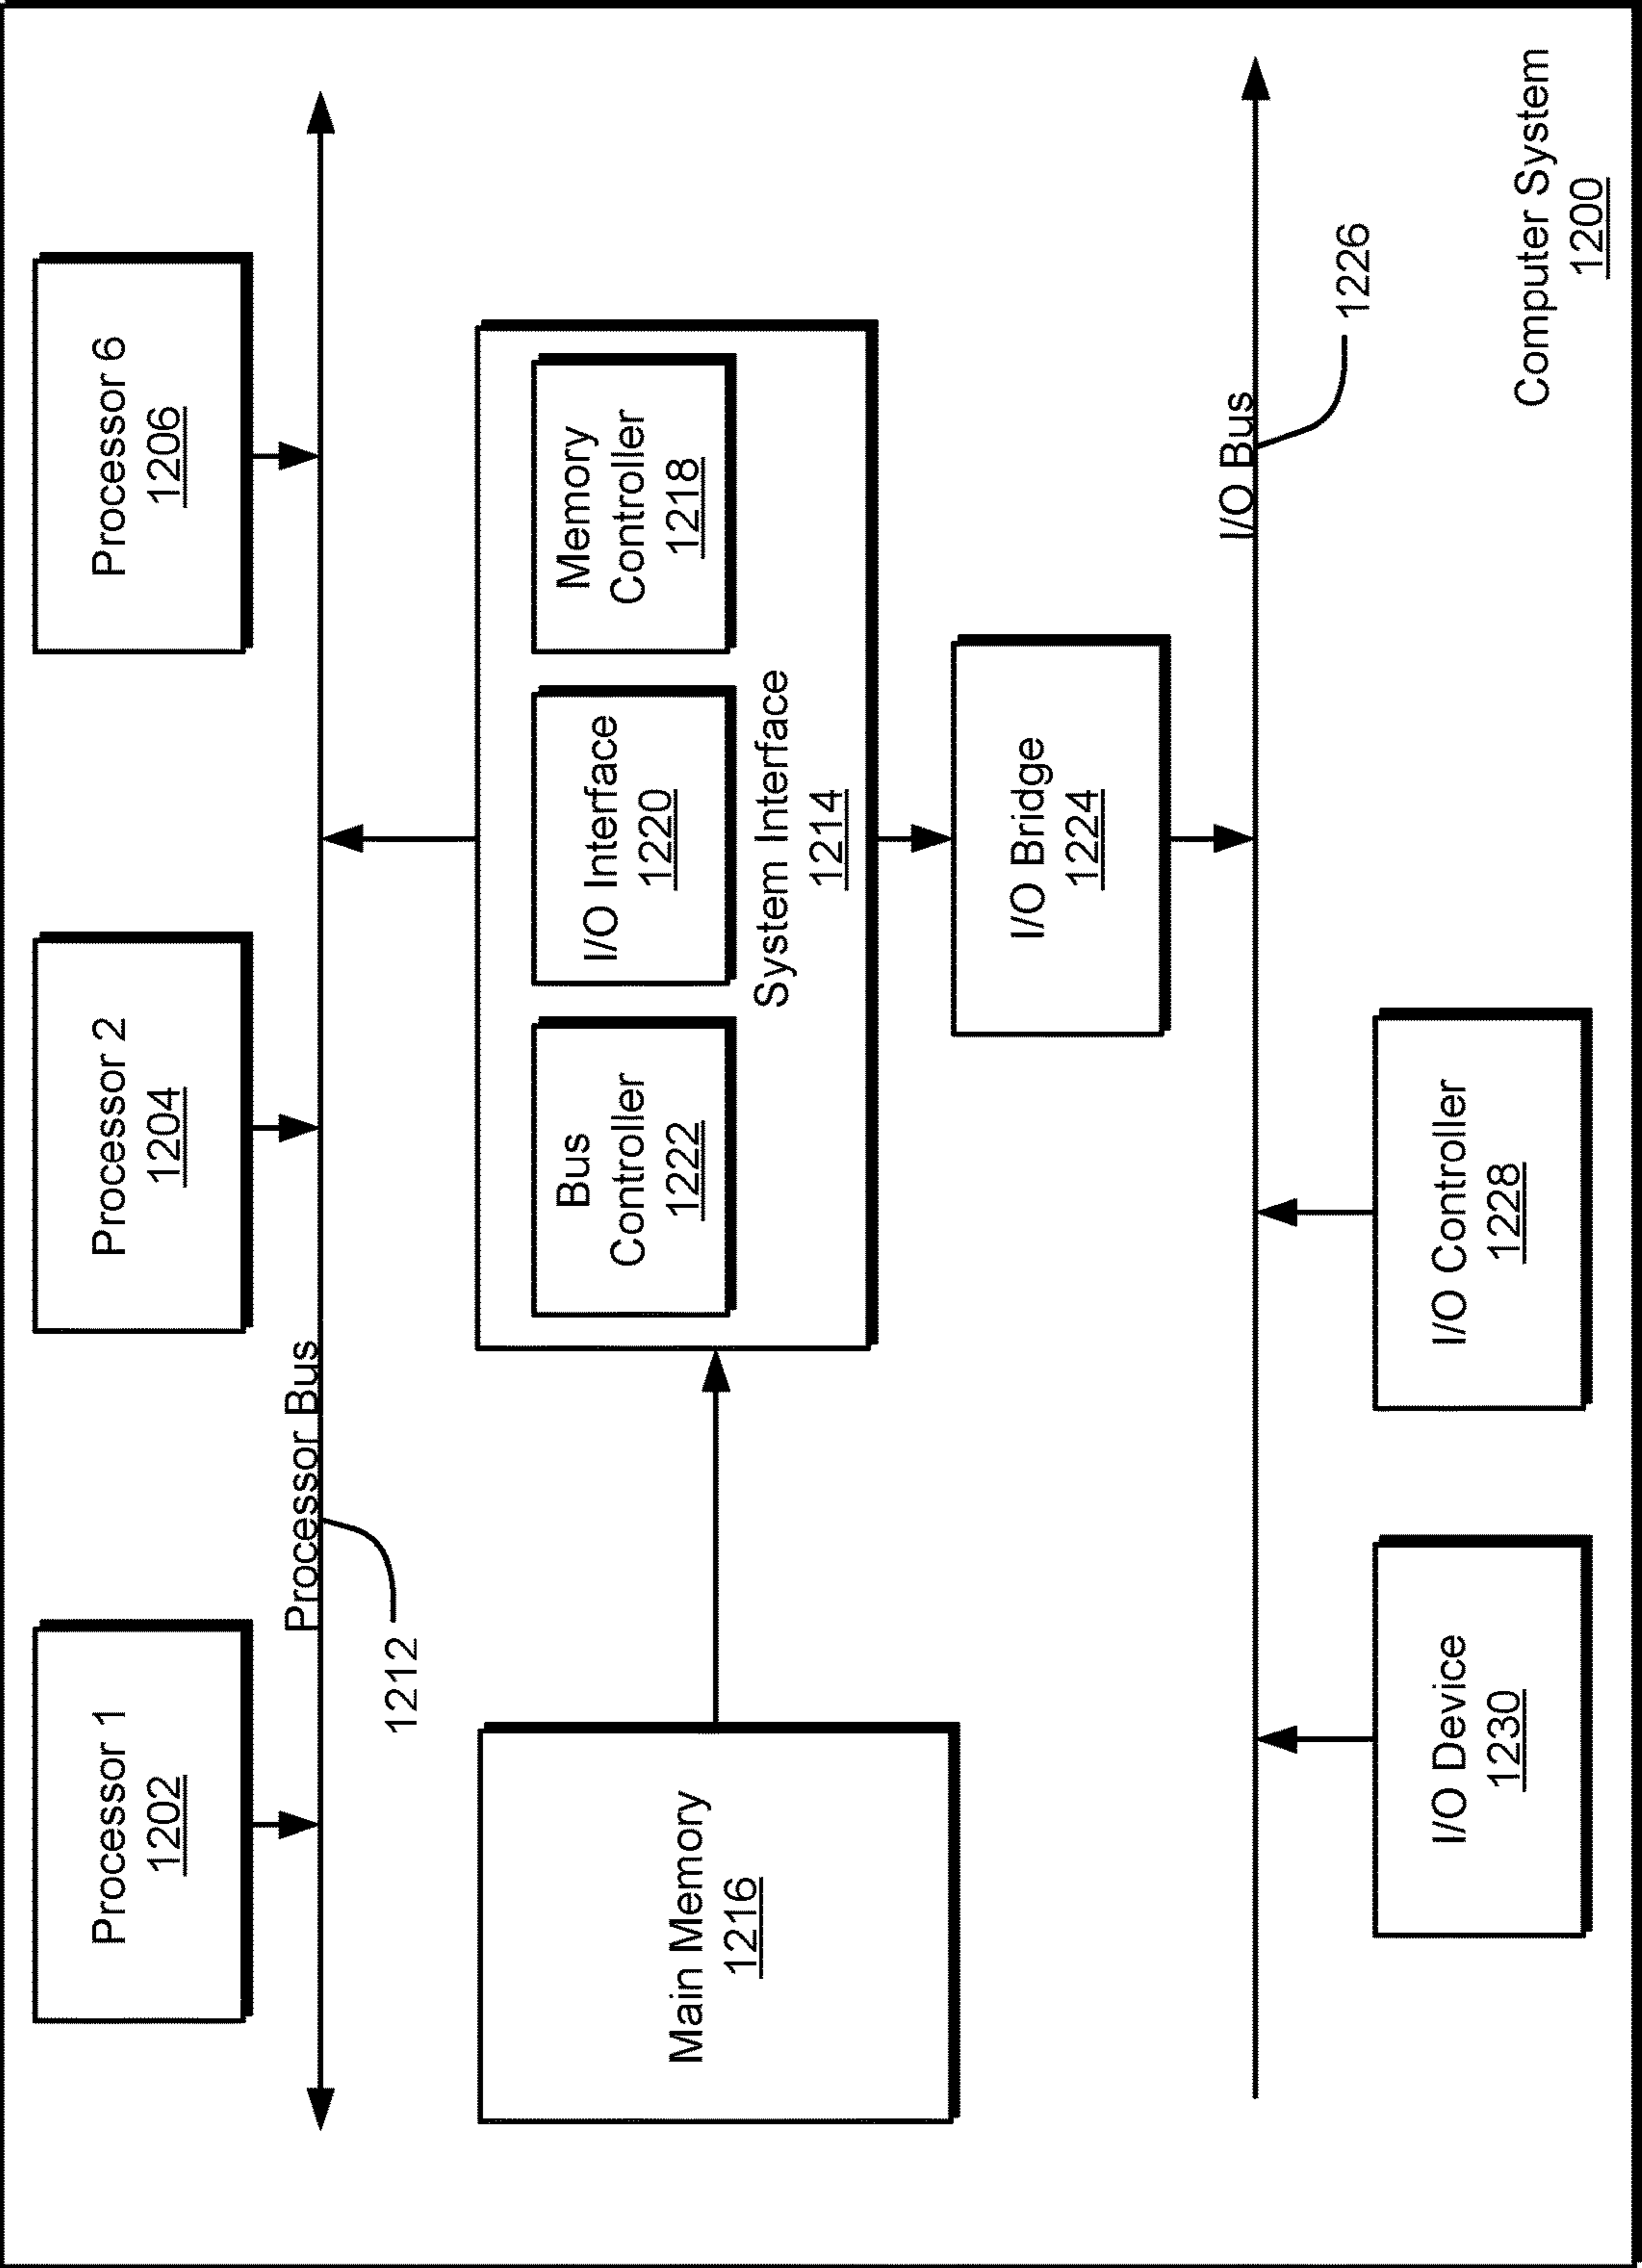 Processor 1
1202
Processor 2
1204
Processor 6
1206
Processor Bus
1212
Main Memory
1216
Bus
Controller
1222
I/O Interface
1220
Memory
Controller
1218
System Interface
1214
I/O Bridge
1224
I/O Bus
1226
I/O Device
1230
I/O Controller
1228
Computer System
1200